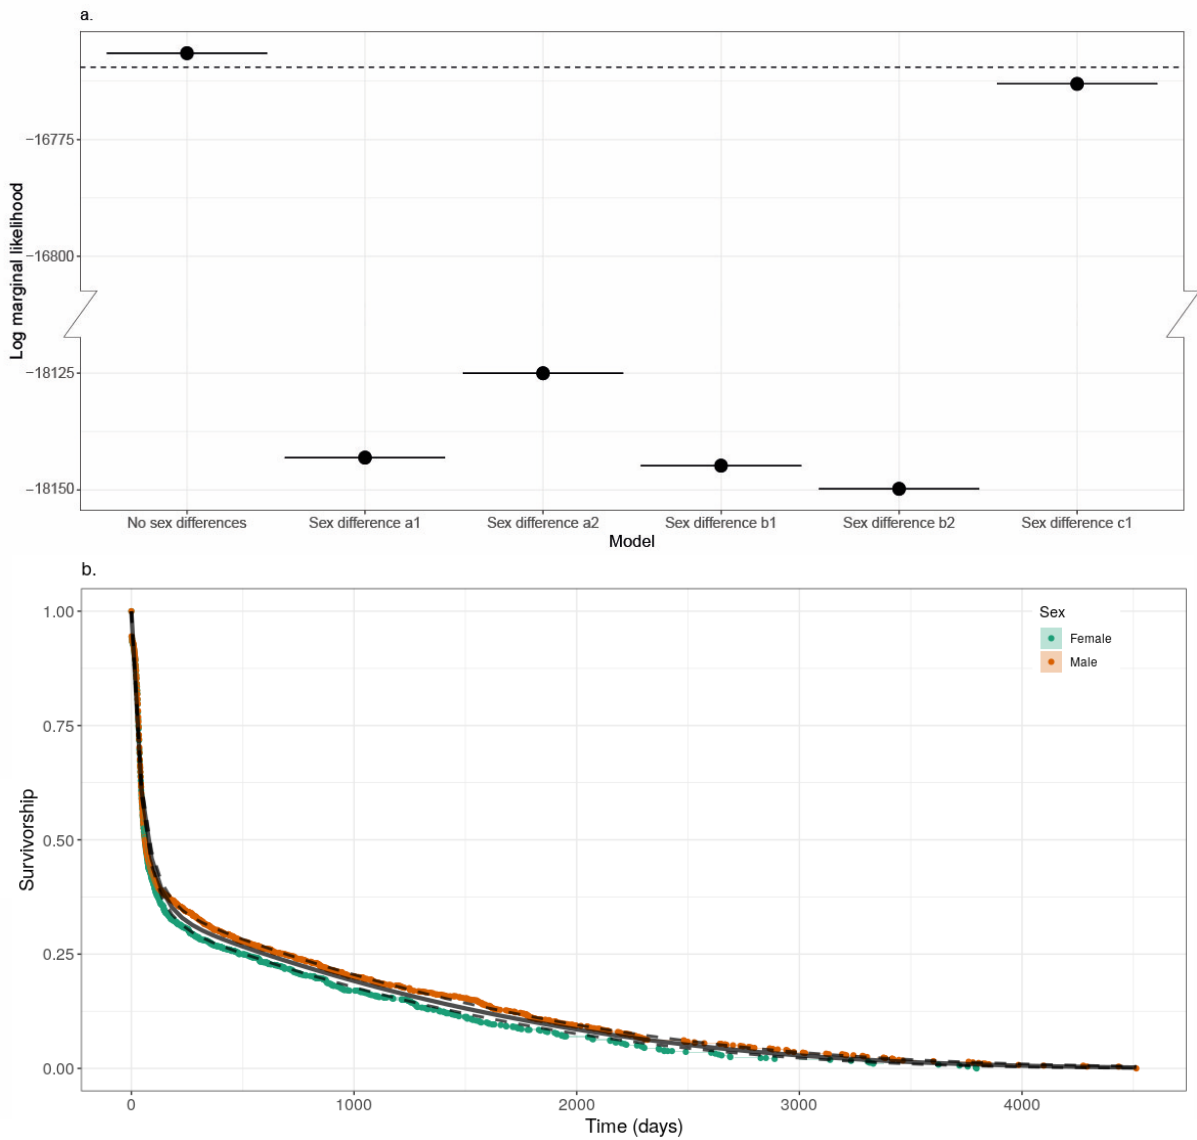 a.
Log marginal likelihood
−16775
−16800
−18125
−18150
No sex differences Sex difference a1 Sex difference a2 Sex difference b1 Sex difference b2 Sex difference c1
Model
b.
Survivorship
1.00
0.75
0.50
0.25
0.00
Sex
Female
Male
0 1000 2000 3000 4000
Time (days)